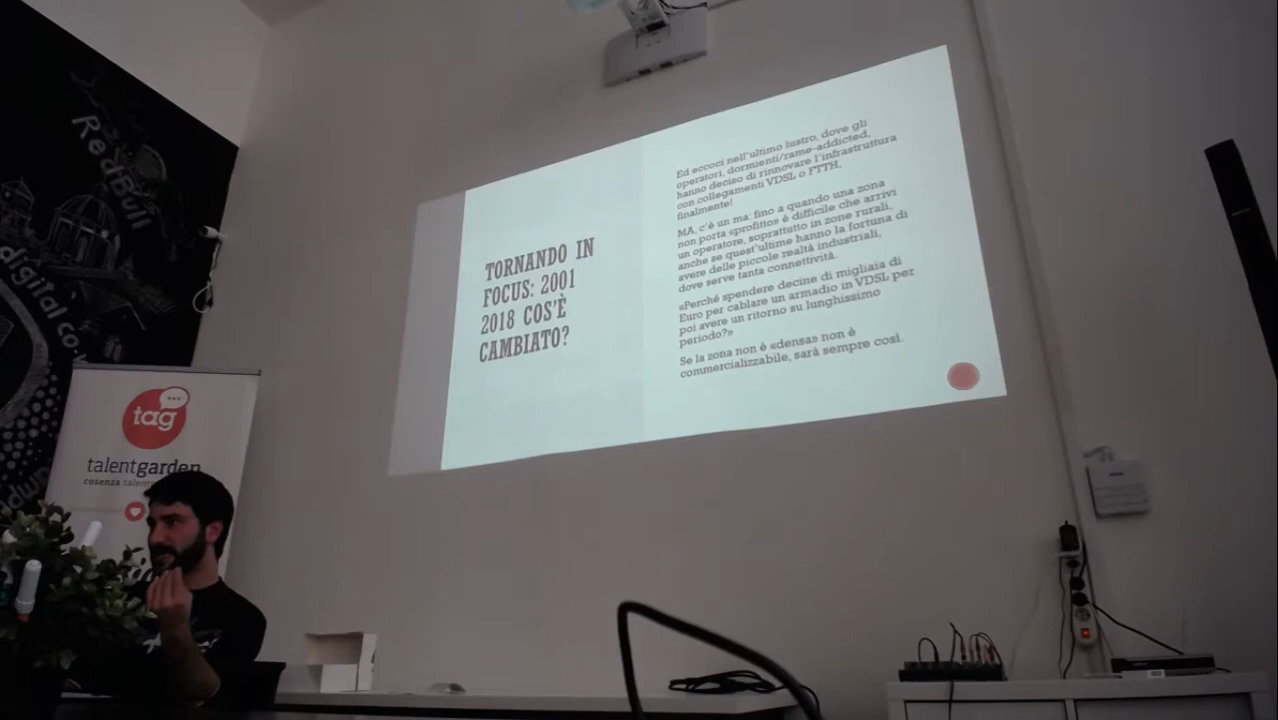 RedBull
digital co
tag
talentgarden
cosenza
TORNANDO IN
FOCUS: 2001
2018 COS'È
CAMBIATO?
Ed eccoci nell'ultimo lustro, dove gli
operatori, dormienti/rame-addicted,
hanno deciso di rinnovare l'infrastruttura
con collegamenti VDSL o FTTH,
finalmente!
MA, c'è un ma: fino a quando una zona
non porta «profitto» è difficile che arrivi
un operatore, soprattutto in zone rurali,
anche se quest'ultime hanno la fortuna di
avere delle piccole realtà industriali,
dove serve tanta connettività.
«Perché spendere decine di migliaia di
Euro per cablare un armadio in VDSL per
poi avere un ritorno su lunghissimo
periodo?»
Se la zona non è «densa» non è
commercializzabile, sarà sempre così.